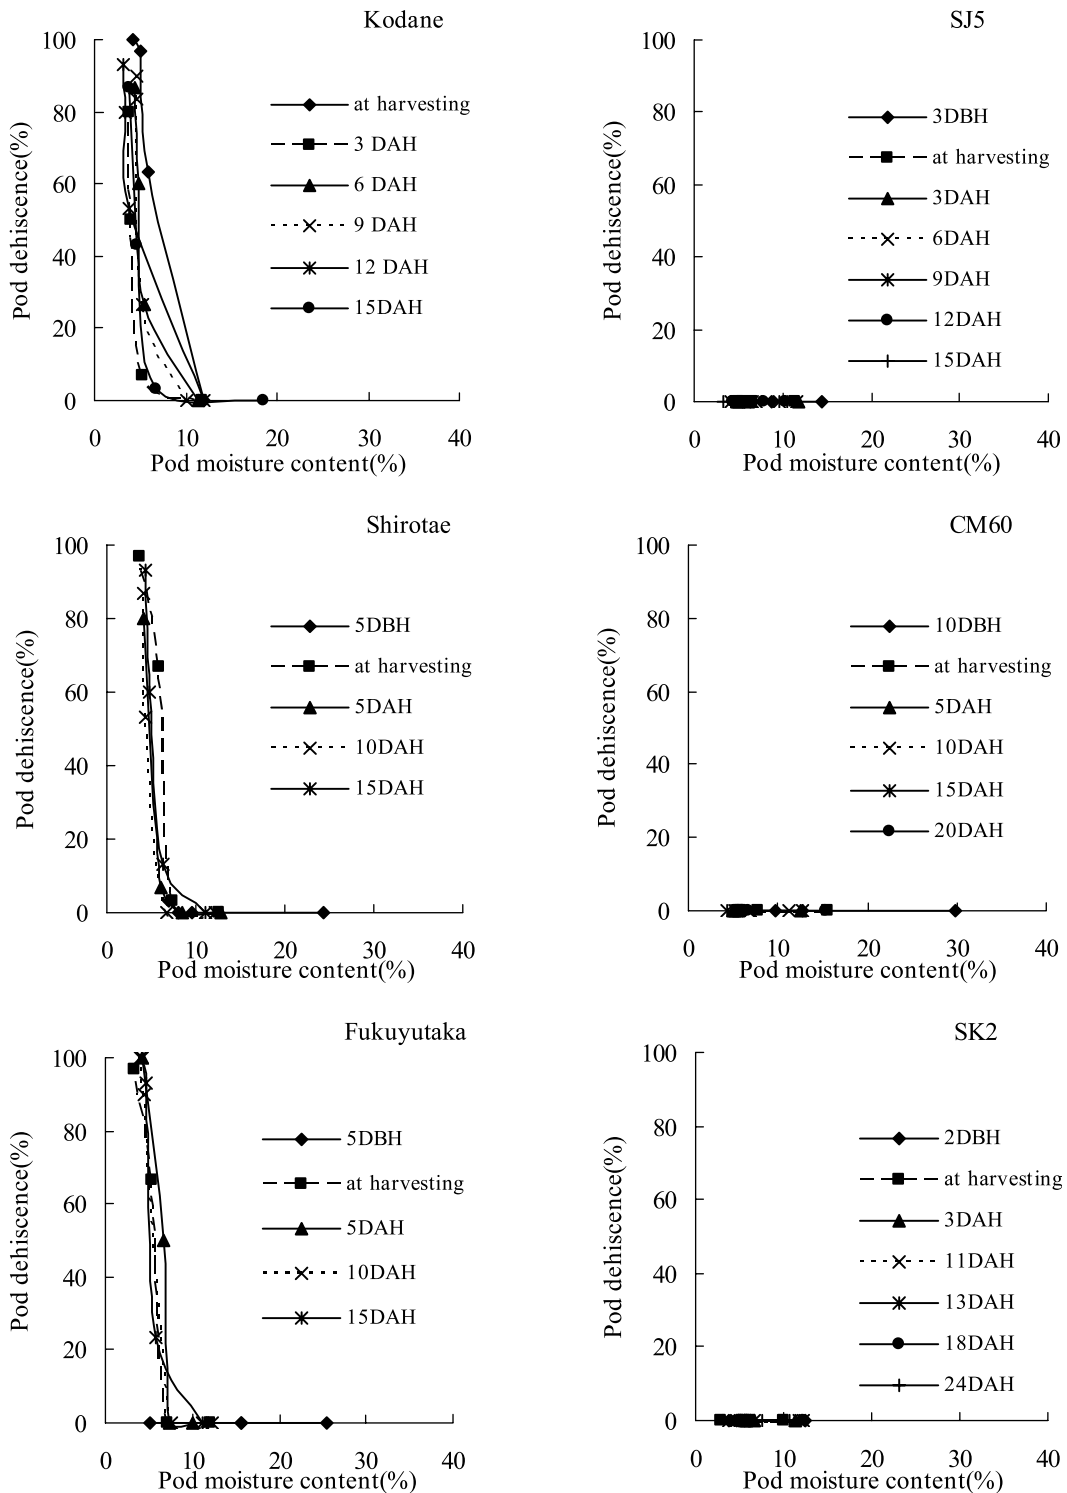 Kodane
100
80
60
40
20
0
0 10 20 30 40
Pod dehiscence(%)
Pod moisture content(%)
at harvesting
3 DAH
6 DAH
9 DAH
12 DAH
15DAH
SJ5
100
80
60
40
20
0
0 10 20 30 40
Pod dehiscence(%)
Pod moisture content(%)
3DBH
at harvesting
3DAH
6DAH
9DAH
12DAH
15DAH
Shirotae
100
80
60
40
20
0
0 10 20 30 40
Pod dehiscence(%)
Pod moisture content(%)
5DBH
at harvesting
5DAH
10DAH
15DAH
CM60
100
80
60
40
20
0
0 10 20 30 40
Pod dehiscence(%)
Pod moisture content(%)
10DBH
at harvesting
5DAH
10DAH
15DAH
20DAH
Fukuyutaka
100
80
60
40
20
0
0 10 20 30 40
Pod dehiscence(%)
Pod moisture content(%)
5DBH
at harvesting
5DAH
10DAH
15DAH
SK2
100
80
60
40
20
0
0 10 20 30 40
Pod dehiscence(%)
Pod moisture content(%)
2DBH
at harvesting
3DAH
11DAH
13DAH
18DAH
24DAH